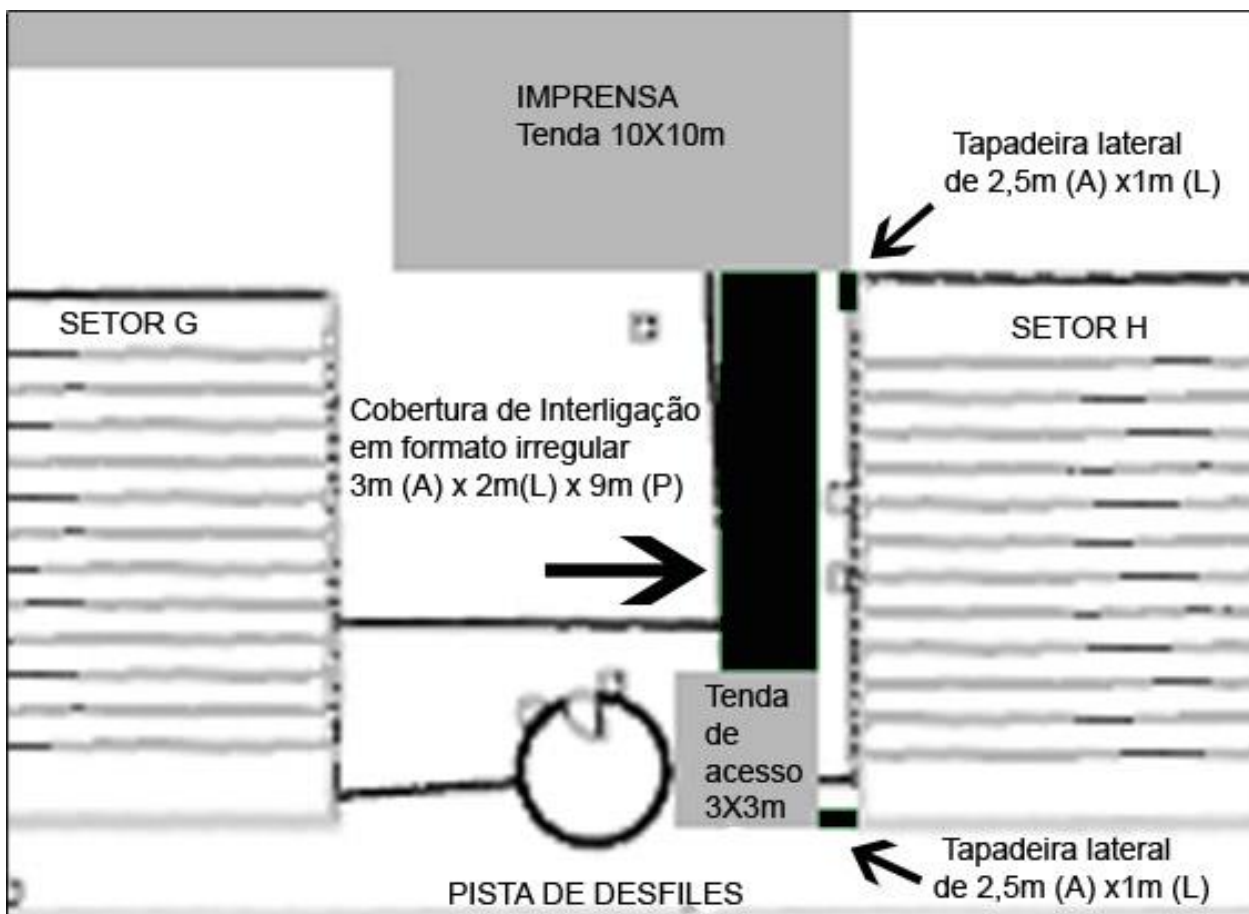 IMPRENSA
Tenda 10X10m
Tapadeira lateral
de 2,5m (A) x1m (L)
SETOR G
SETOR H
Cobertura de Interligação
em formato irregular
3m (A) x 2m(L) x 9m (P)
Tenda
de
acesso
3X3m
Tapadeira lateral
de 2,5m (A) x1m (L)
PISTA DE DESFILES